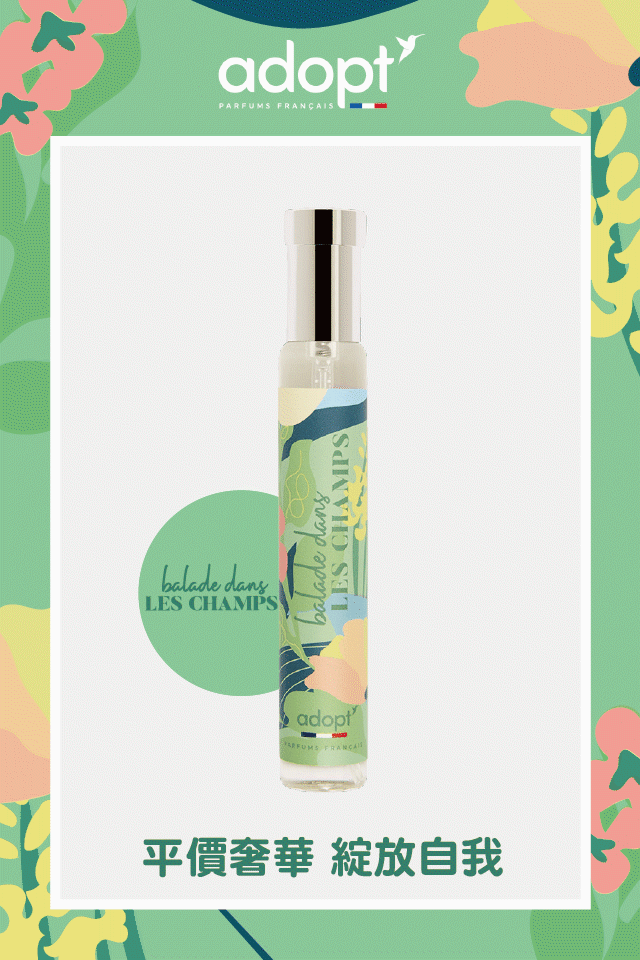 adopt'
PARFUMS FRANÇAIS
balade dans
LES CHAMPS
balade dans
LES CHAMPS
adopt'
PARFUMS FRANÇAIS
平價奢華 綻放自我